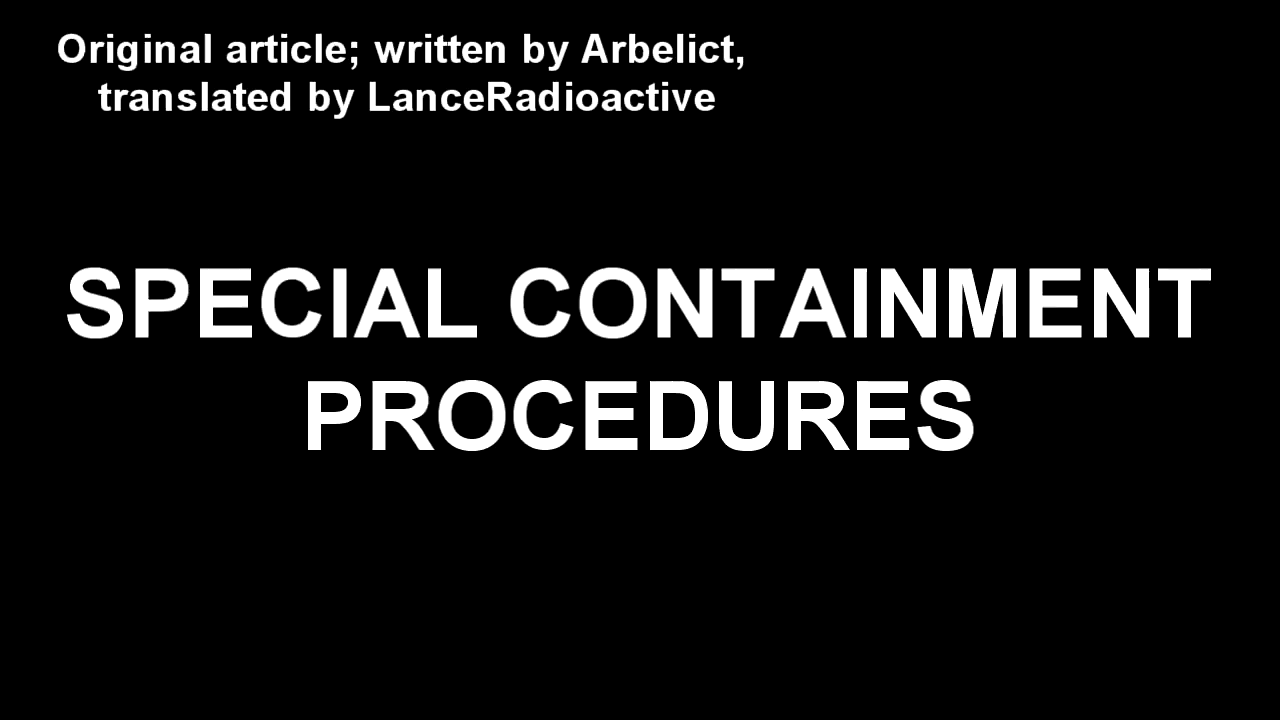 Original article; written by Arbelict,
translated by LanceRadioactive
SPECIAL CONTAINMENT
PROCEDURES